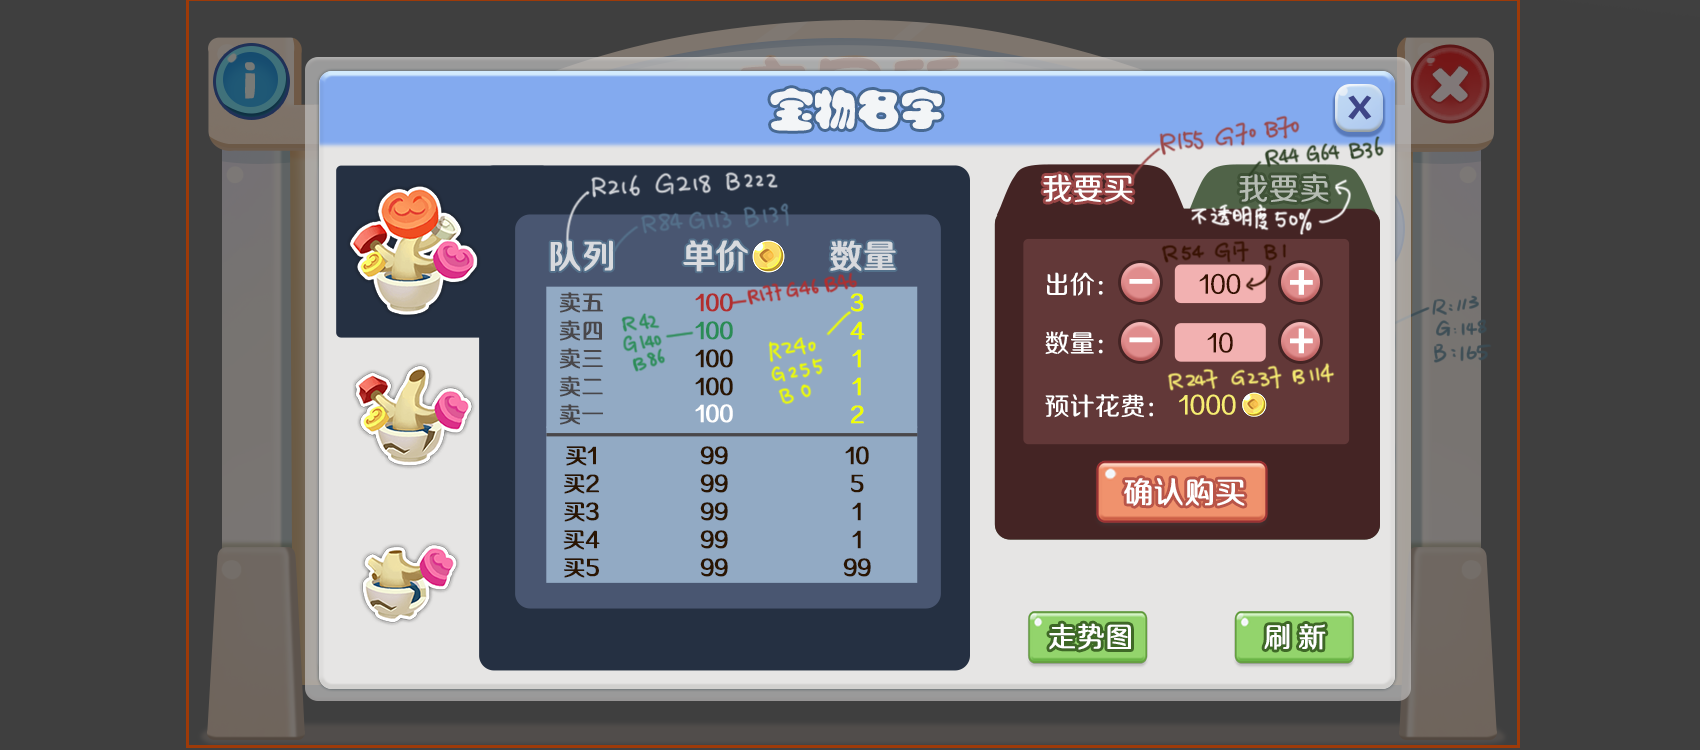 宝物名字
R155 G70 B70
R44 G64 B36
我要买
我要卖
不透明度50%
R216 G218 B222
R84 G113 B139
队列 单价 数量
卖五 100 3
R177 G46 B46
卖四 100 4
R42
G140
B86
卖三 100 1
卖二 100 1
R240
G255
B0
卖一 100 2
买1 99 10
买2 99 5
买3 99 1
买4 99 1
买5 99 99
R54 G17 B1
出价: 100
数量: 10
R247 G237 B114
预计花费: 1000
确认购买
R:113
G:148
B:165
走势图
刷新